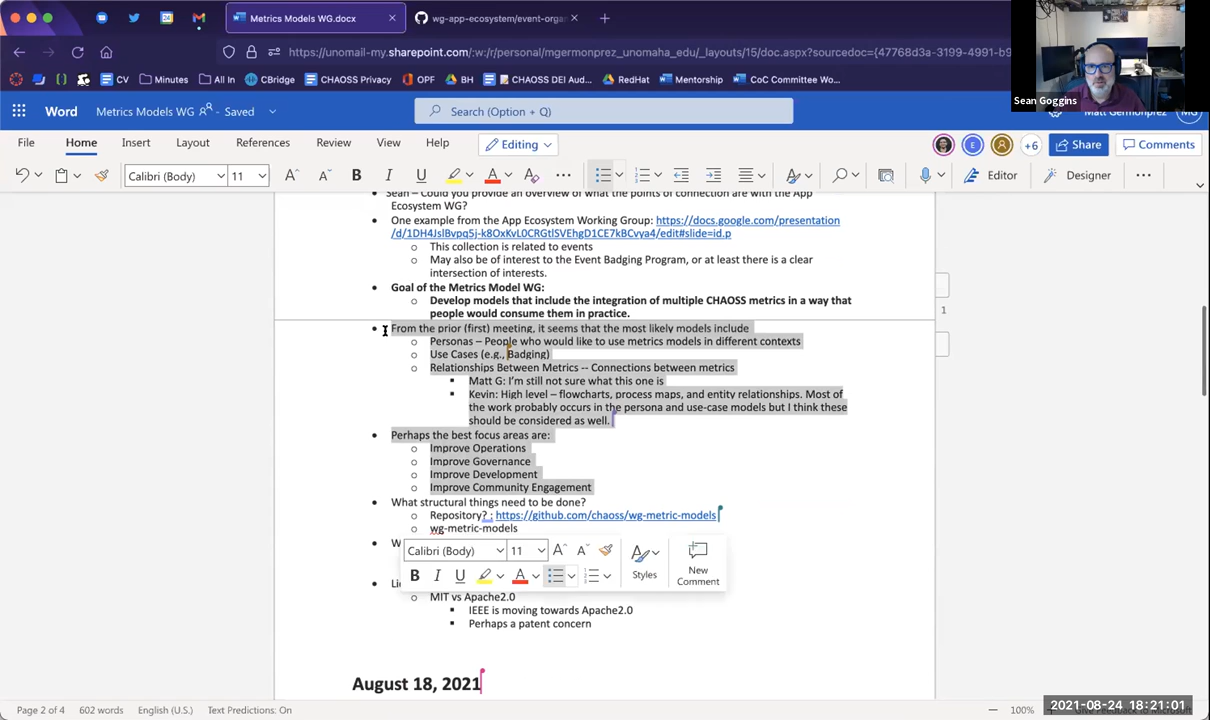 Metrics Models WG.docx
wg-app-ecosystem/event-orga
https://unomail-my.sharepoint.com/:w:/r/personal/mgermonprez_unomaha_edu/_layouts/15/doc.aspx?sourcedoc={47768d3a-3199-4991-b9
CV
Minutes
All In
CBridge
CHAOSS Privacy
OPF
BH
CHAOSS DEI Aud...
RedHat
Mentorship
CoC Committee Wo...
Sean Goggins
Word
Metrics Models WG
- Saved
Search (Option + Q)
Matt Germonprez
MG
File
Home
Insert
Layout
References
Review
View
Help
Editing
E
+6
Share
Comments
Calibri (Body)
11
Editor
Designer
Sean – Could you provide an overview of what the points of connection are with the App
Ecosystem WG?
One example from the App Ecosystem Working Group: https://docs.google.com/presentation
/d/1DH4JslBvpq5j-k8OxKvL0CRGtlSVEhgD1CE7kBCvya4/edit#slide=id.p
This collection is related to events
May also be of interest to the Event Badging Program, or at least there is a clear
intersection of interests.
Goal of the Metrics Model WG:
Develop models that include the integration of multiple CHAOSS metrics in a way that
people would consume them in practice.
1
From the prior (first) meeting, it seems that the most likely models include
Personas – People who would like to use metrics models in different contexts
Use Cases (e.g., Badging)
Relationships Between Metrics -- Connections between metrics
Matt G: I'm still not sure what this one is
Kevin: High level – flowcharts, process maps, and entity relationships. Most of
the work probably occurs in the persona and use-case models but I think these
should be considered as well.
Perhaps the best focus areas are:
Improve Operations
Improve Governance
Improve Development
Improve Community Engagement
What structural things need to be done?
Repository? : https://github.com/chaoss/wg-metric-models
wg-metric-models
W
Calibri (Body)
11
Styles
New
Comment
Li
MIT vs Apache2.0
IEEE is moving towards Apache2.0
Perhaps a patent concern
August 18, 2021
Page 2 of 4
602 words
English (U.S.)
Text Predictions: On
100%
2021-08-24 18:21:01